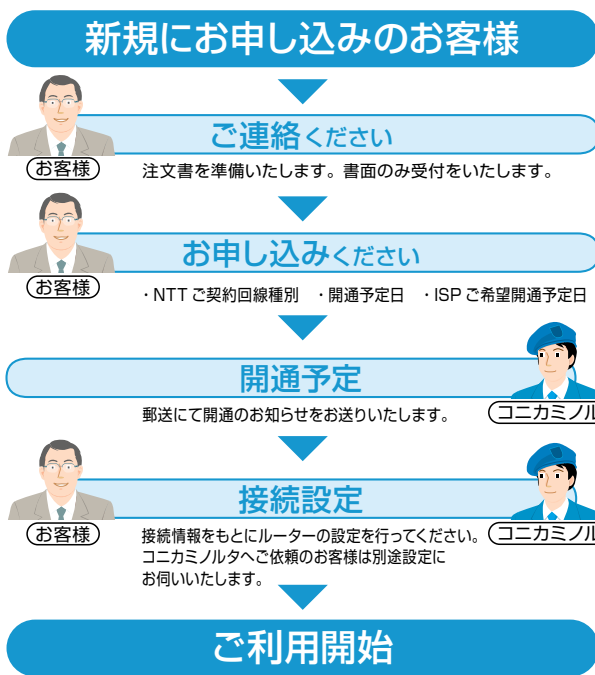 新規にお申し込みのお客様
ご連絡ください
お客様
注文書を準備いたします。書面のみ受付をいたします。
お申し込みください
お客様
・NTT ご契約回線種別 ・開通予定日 ・ISP ご希望開通予定日
開通予定
郵送にて開通のお知らせをお送りいたします。
コニカミノル
接続設定
お客様
接続情報をもとにルーターの設定を行ってください。
コニカミノル
コニカミノルタへご依頼のお客様は別途設定に
お伺いいたします。
ご利用開始